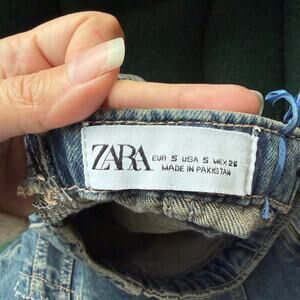 ZARA
EUR S USA S MEX 26
MADE IN PAKISTAN